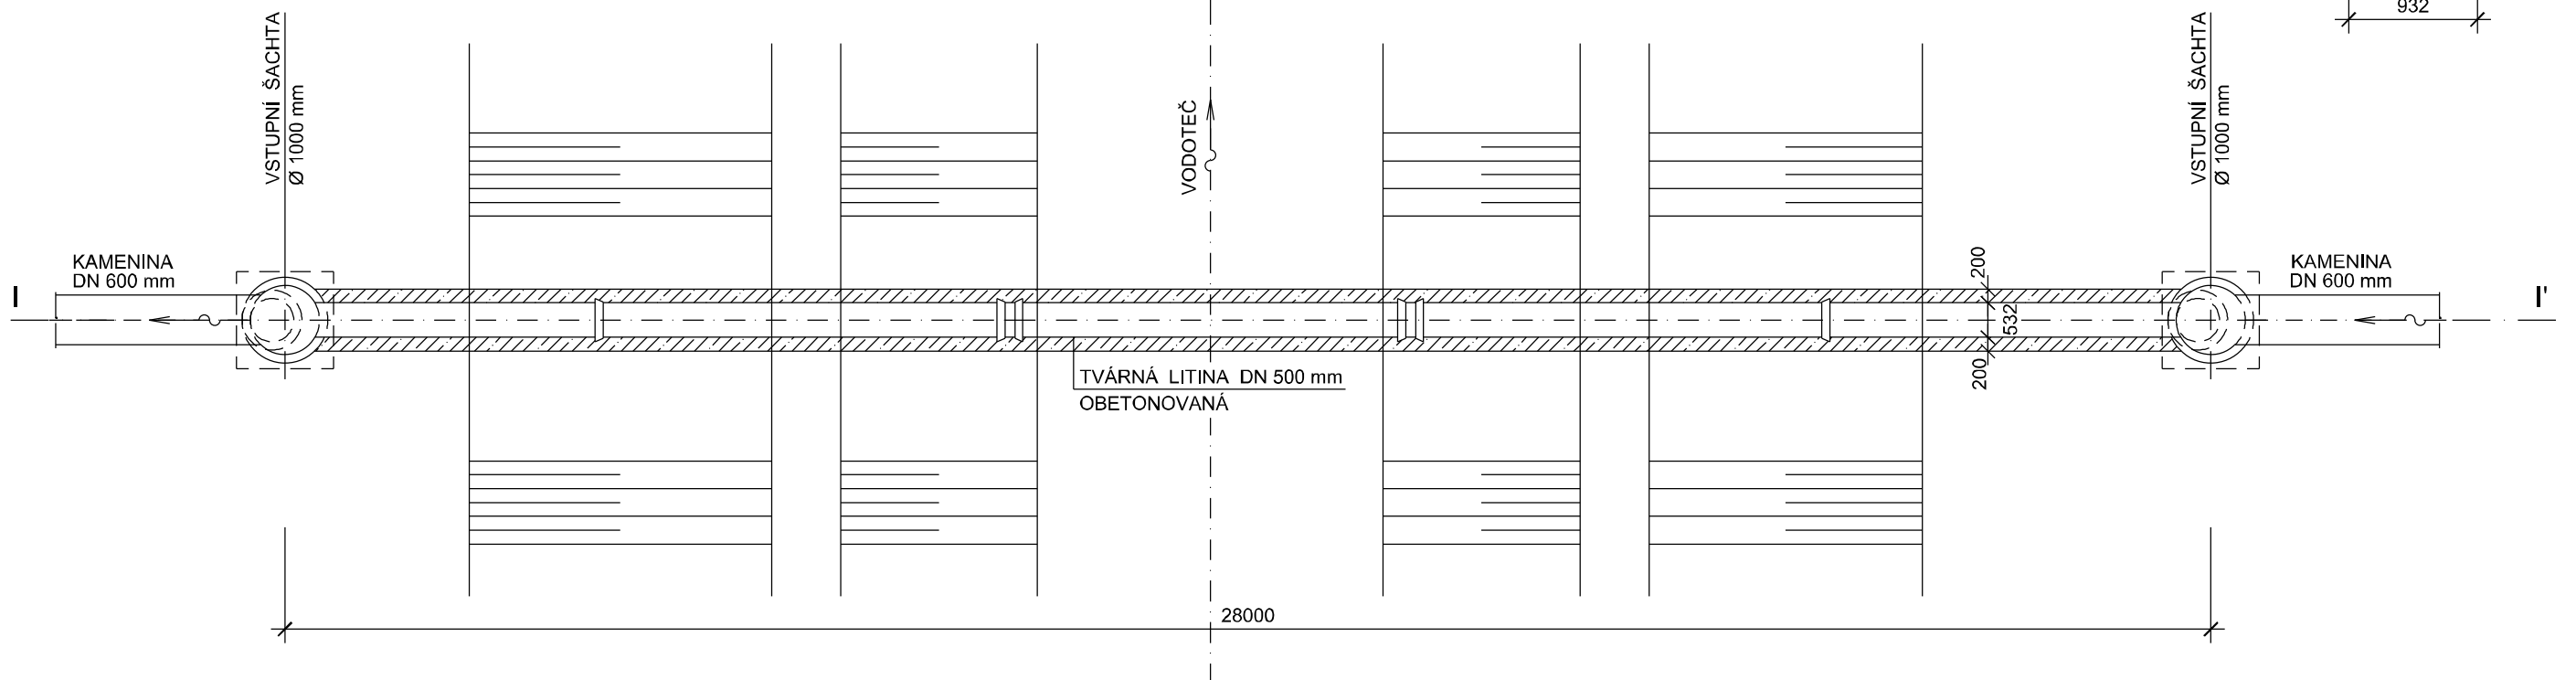 932
VSTUPNÍ ŠACHTA
Ø 1000 mm
VODOTEČ
VSTUPNÍ ŠACHTA
Ø 1000 mm
KAMENINA
DN 600 mm
KAMENINA
DN 600 mm
I
I'
200
532
200
TVÁRNÁ LITINA DN 500 mm
OBETONOVANÁ
28000